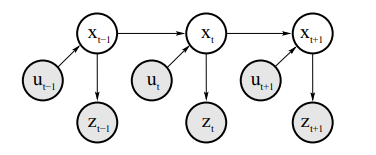 x_{t-1} x_t x_{t+1}
u_{t-1} u_t u_{t+1}
z_{t-1} z_t z_{t+1}